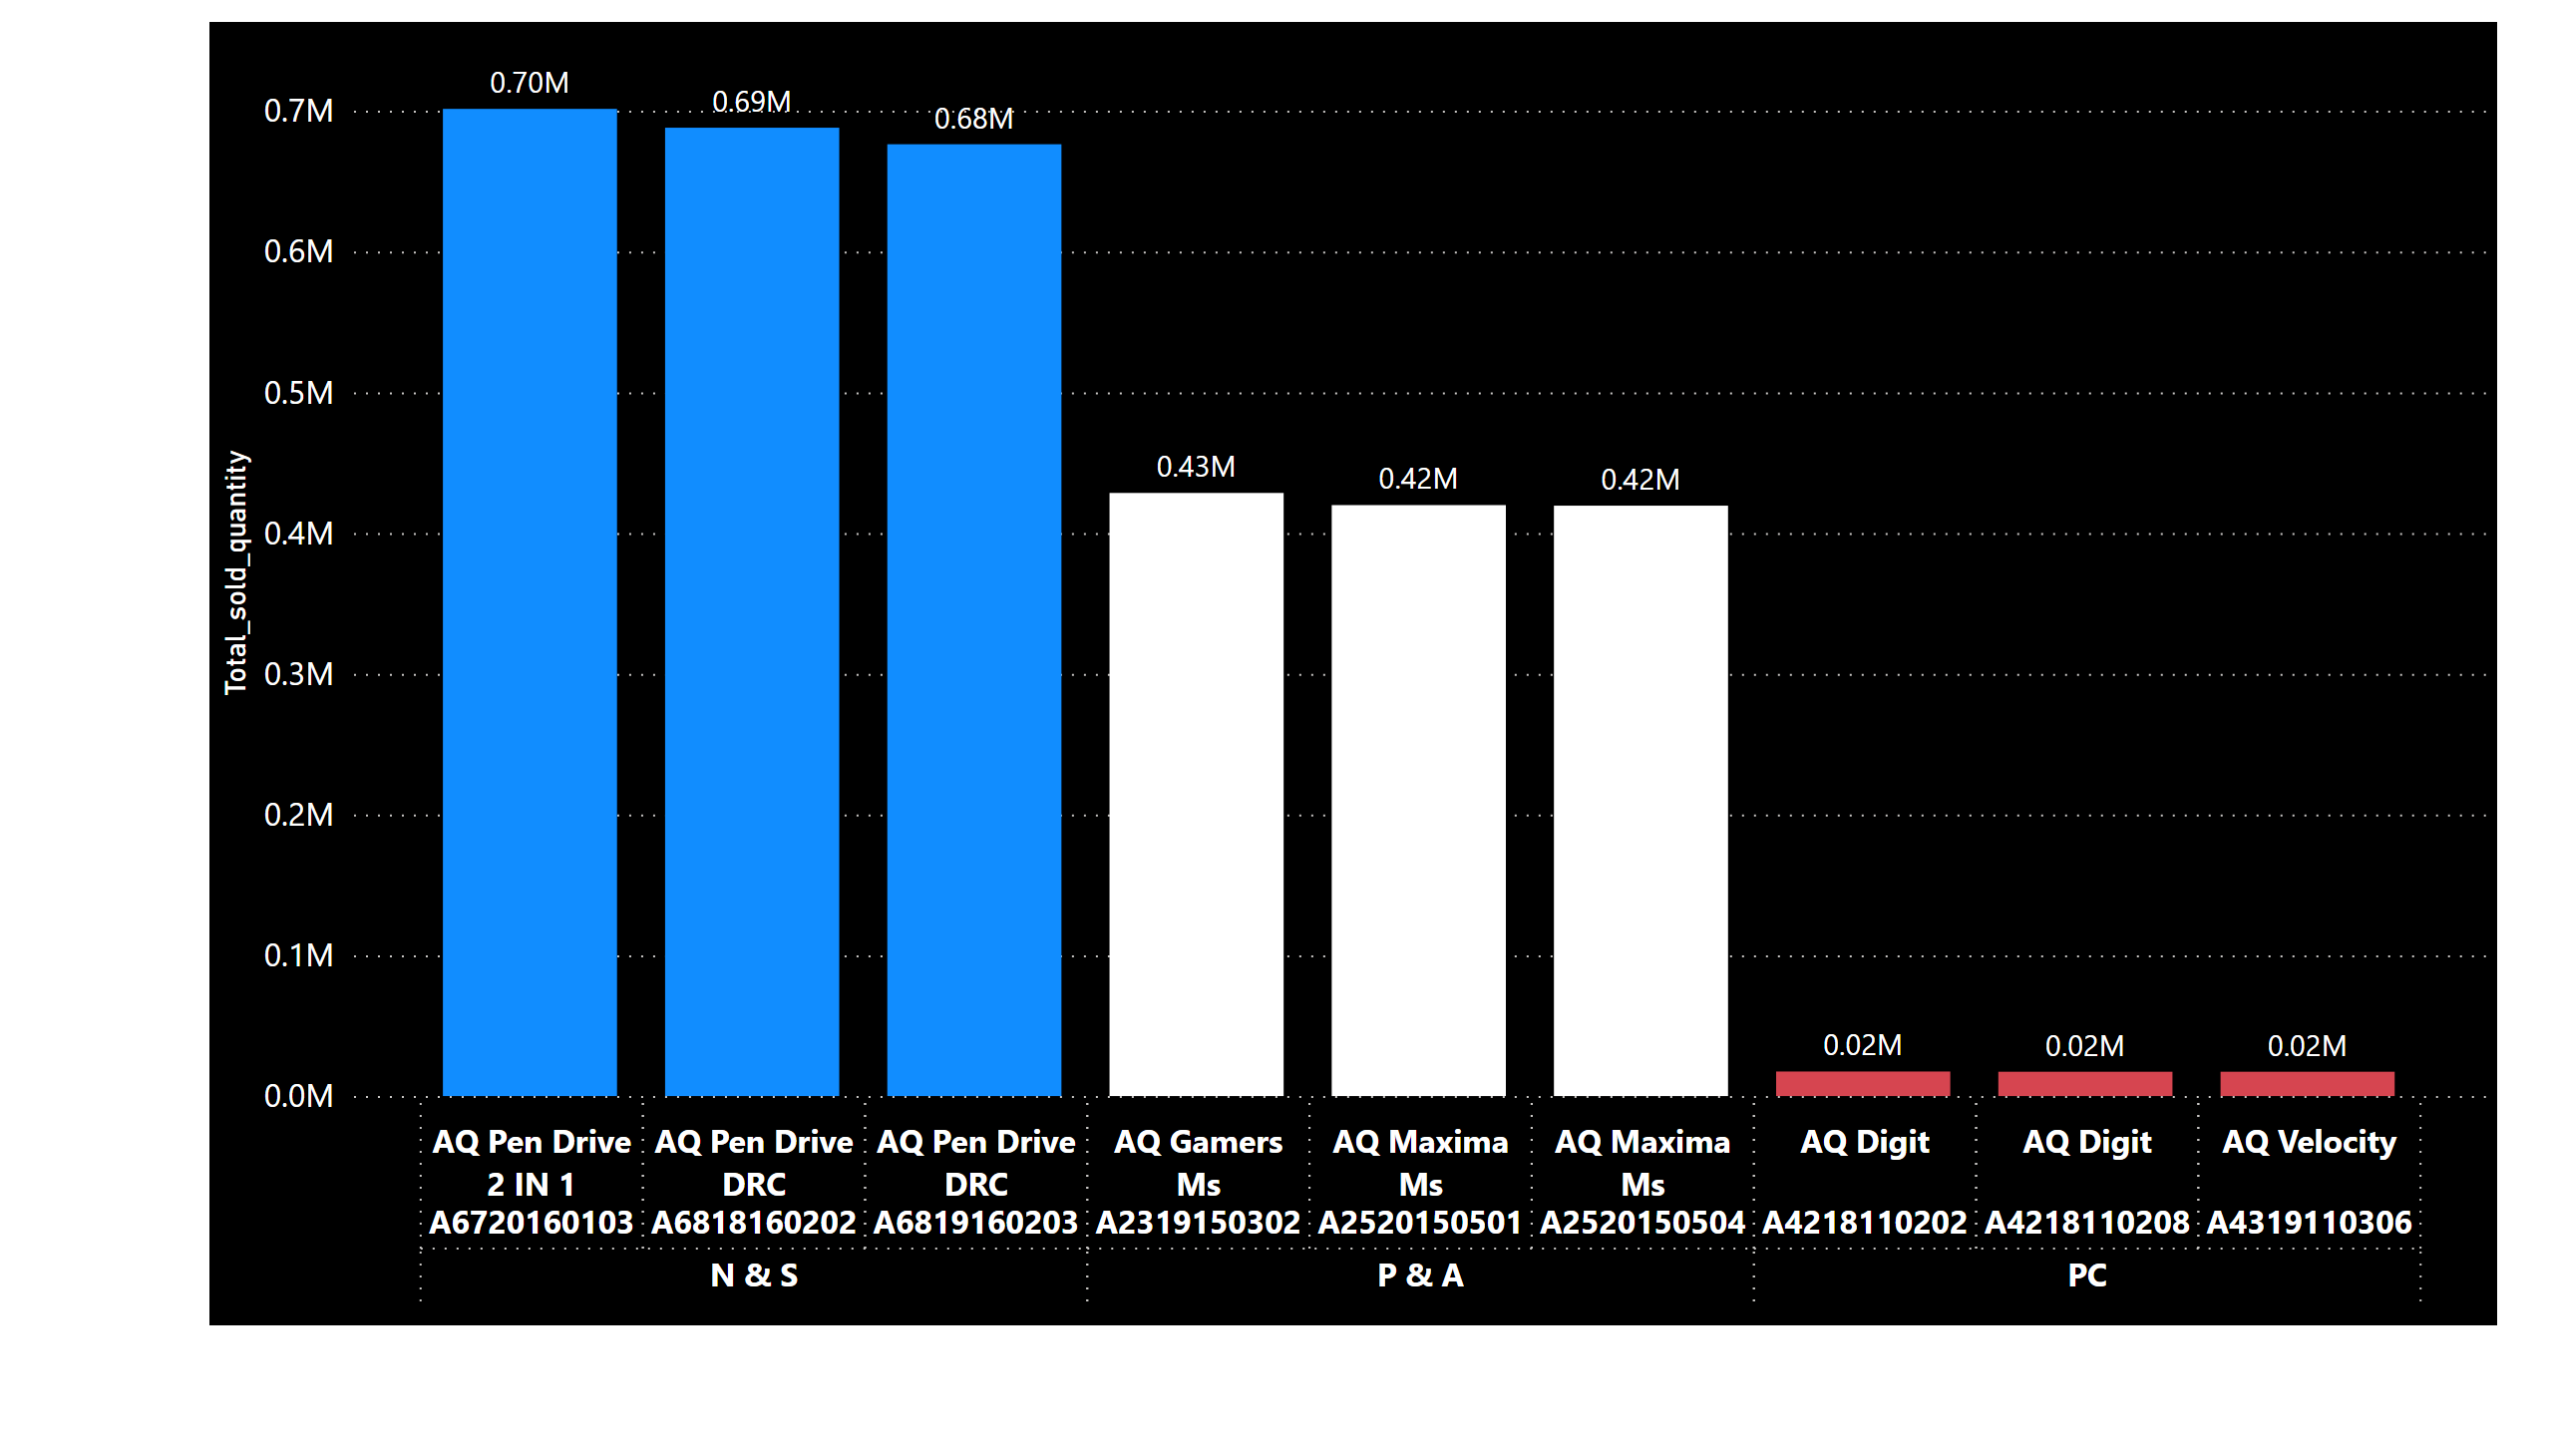 Total_sold_quantity
0.7M
0.6M
0.5M
0.4M
0.3M
0.2M
0.1M
0.0M
0.70M
0.69M
0.68M
0.43M
0.42M
0.42M
0.02M
0.02M
0.02M
AQ Pen Drive
2 IN 1
A6720160103
AQ Pen Drive
DRC
A6818160202
AQ Pen Drive
DRC
A6819160203
AQ Gamers
Ms
A2319150302
AQ Maxima
Ms
A2520150501
AQ Maxima
Ms
A2520150504
AQ Digit
A4218110202
AQ Digit
A4218110208
AQ Velocity
A4319110306
N & S
P & A
PC